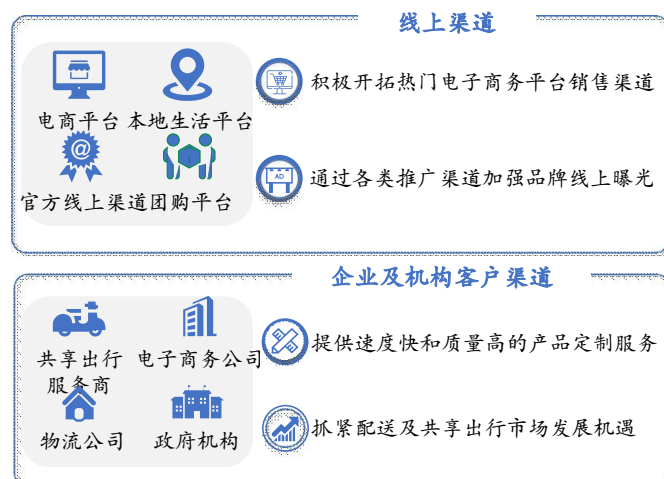 线上渠道
电商平台 本地生活平台
@
官方线上渠道 团购平台
积极开拓热门电子商务平台销售渠道
AD
通过各类推广渠道加强品牌线上曝光
企业及机构客户渠道
共享出行
服务商
电子商务公司
物流公司 政府机构
提供速度快和质量高的产品定制服务
抓紧配送及共享出行市场发展机遇